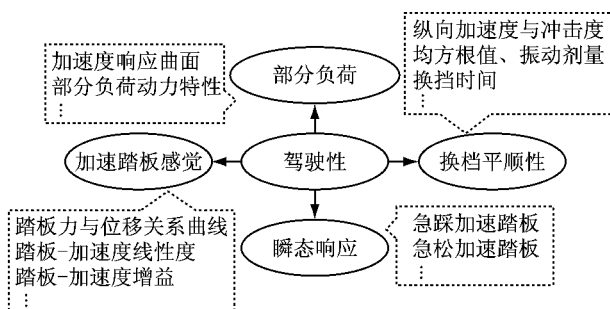 加速度响应曲面
部分负荷动力特性
⋮
部分负荷
纵向加速度与冲击度
均方根值、振动剂量
换挡时间
⋮
加速踏板感觉
驾驶性
换档平顺性
踏板力与位移关系曲线
踏板-加速度线性度
踏板-加速度增益
⋮
瞬态响应
急踩加速踏板
急松加速踏板
⋮